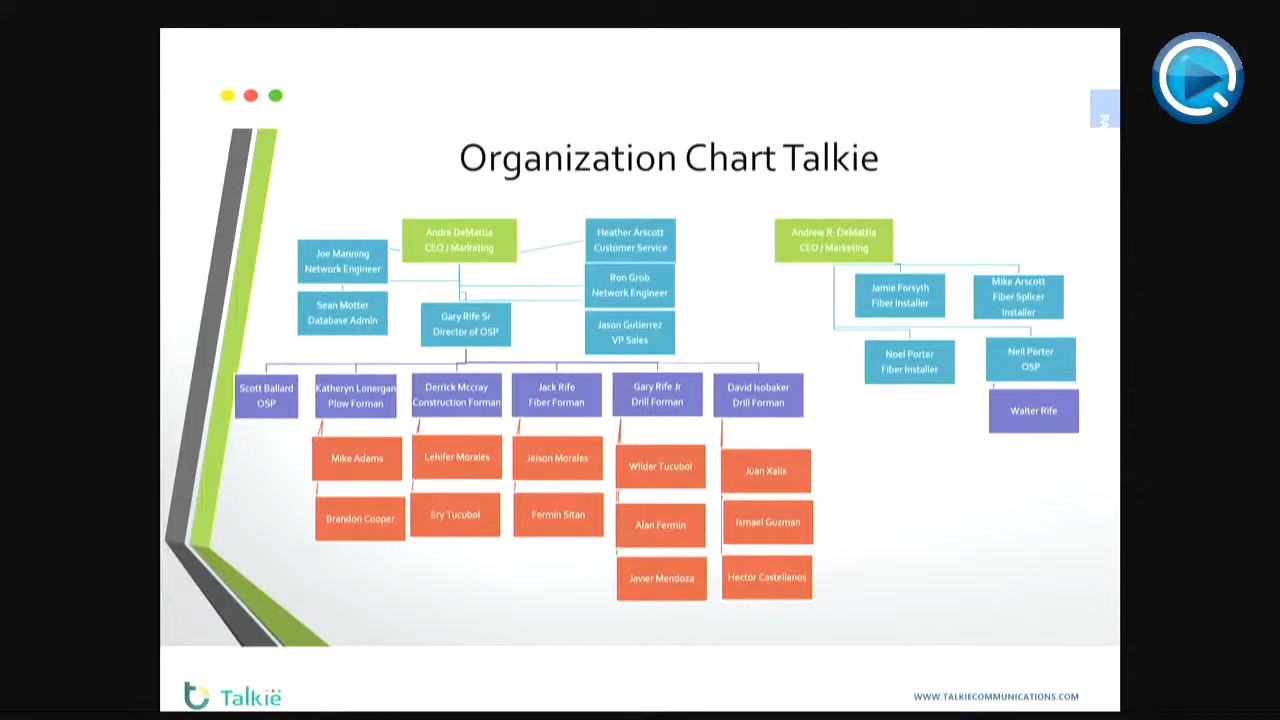 Organization Chart Talkie
Andre DeMattia
CEO / Marketing
Heather Arscott
Customer Service
Andrew R. DeMattia
CEO / Marketing
Joe Manning
Network Engineer
Ron Grob
Network Engineer
Jamie Forsyth
Fiber Installer
Mike Arscott
Fiber Splicer
Installer
Sean Motter
Database Admin
Gary Rife Sr
Director of OSP
Jason Gutierrez
VP Sales
Noel Porter
Fiber Installer
Neil Porter
OSP
Scott Ballard
OSP
Katheryn Lonergan
Plow Forman
Derrick Mccray
Construction Forman
Jack Rife
Fiber Forman
Gary Rife Jr
Drill Forman
David Isobaker
Drill Forman
Walter Rife
Mike Adams
Lehifer Morales
Jeison Morales
Wilder Tucubol
Juan Xalix
Brandon Cooper
Ery Tucubol
Fermin Sitan
Alan Fermin
Ismael Guzman
Javier Mendoza
Hector Castellanos
Talkie
WWW.TALKIECOMMUNICATIONS.COM